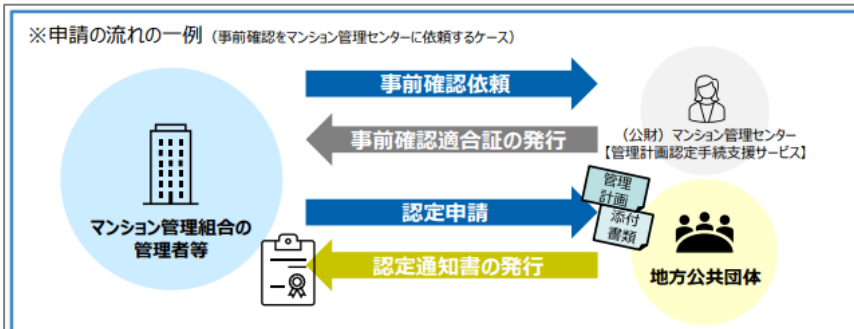 ※申請の流れの一例(事前確認をマンション管理センターに依頼するケース)
事前確認依頼
事前確認適合証の発行
(公財)マンション管理センター
【管理計画認定手続支援サービス】
マンション管理組合の
管理者等
認定申請
管理
計画
添付
書類
認定通知書の発行
地方公共団体